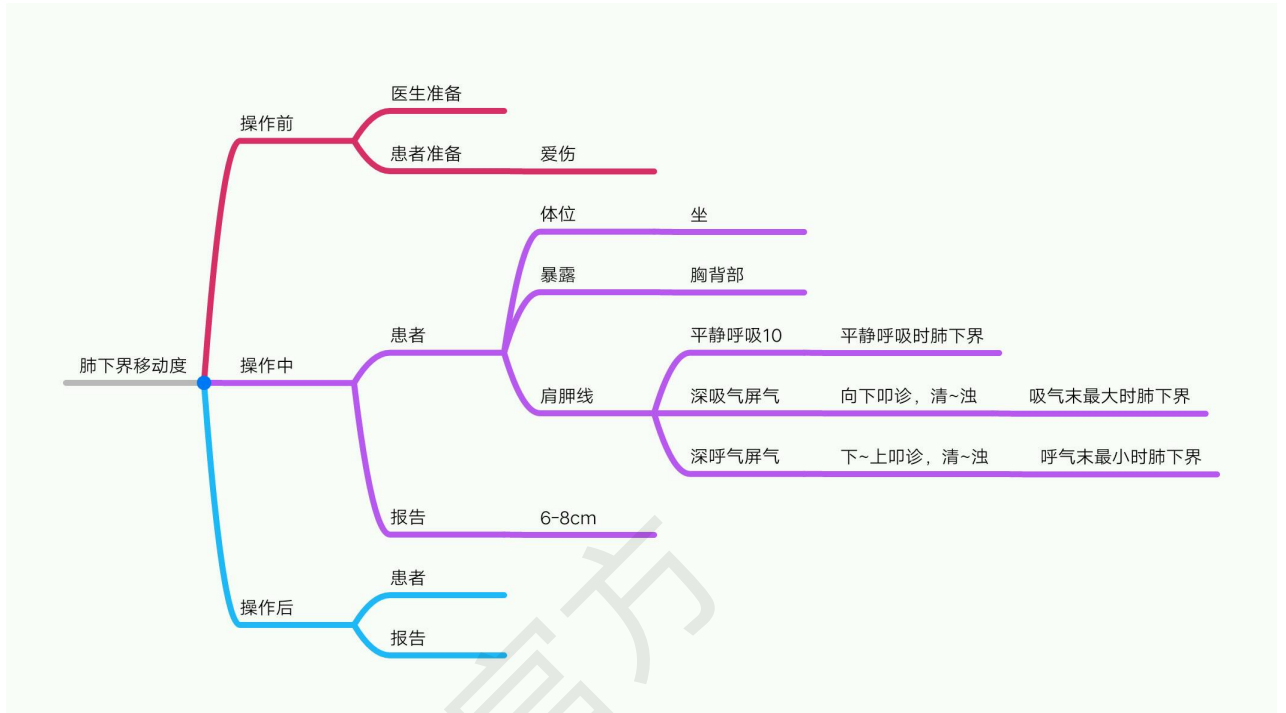 医生准备
操作前
患者准备
爱伤
体位
坐
暴露
胸背部
患者
平静呼吸10
平静呼吸时肺下界
肺下界移动度
操作中
肩胛线
深吸气屏气
向下叩诊，清~浊
吸气末最大时肺下界
深呼气屏气
下~上叩诊，清~浊
呼气末最小时肺下界
报告
6-8cm
患者
操作后
报告
官方